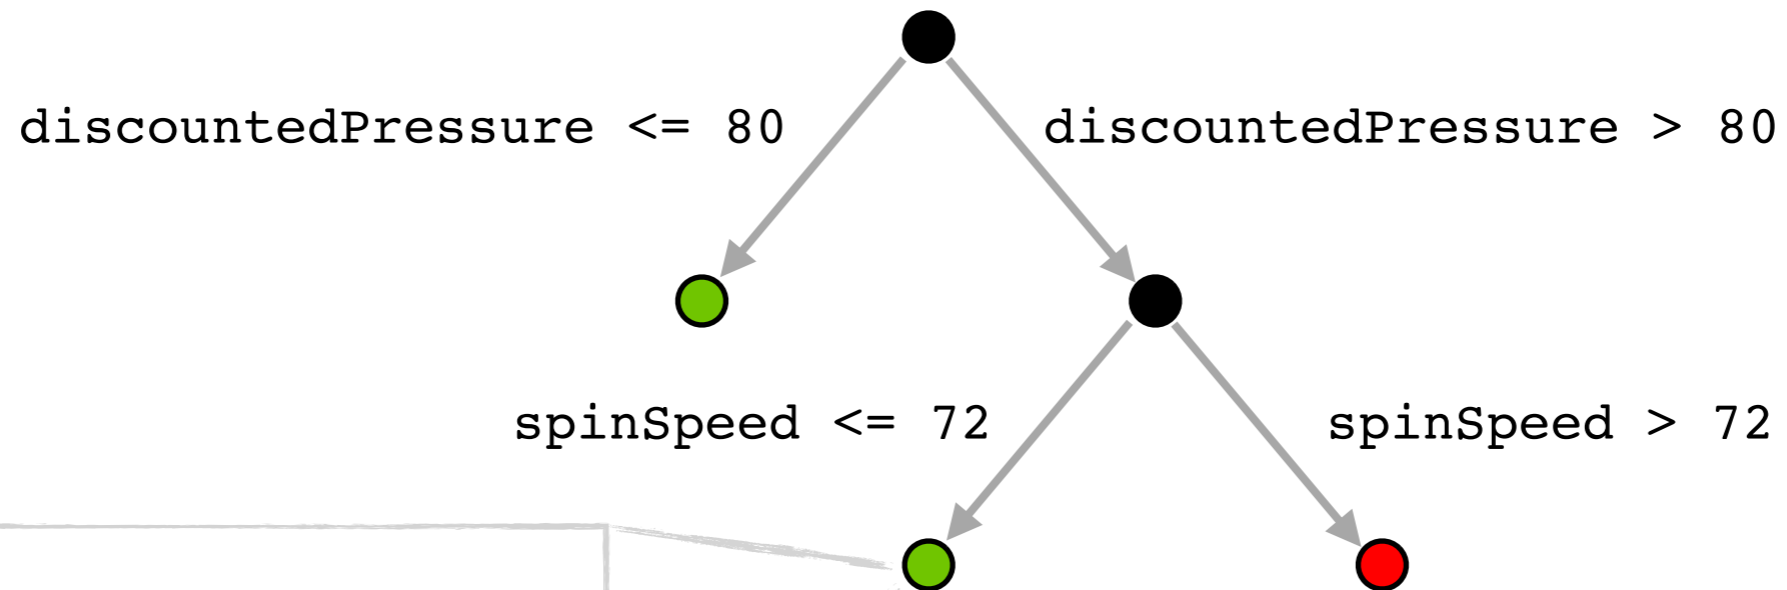 discountedPressure <= 80
discountedPressure > 80
spinSpeed <= 72
spinSpeed > 72